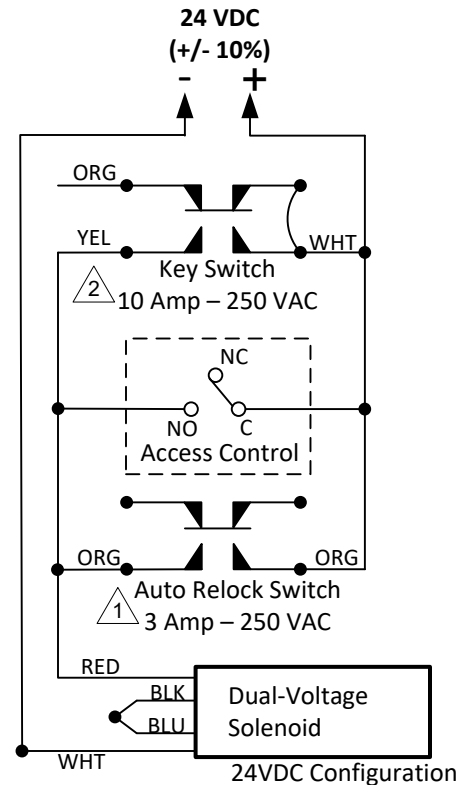 24 VDC
(+/- 10%)
- +
ORG
YEL
WHT
Key Switch
2
10 Amp – 250 VAC
NC
NO
C
Access Control
ORG
ORG
Auto Relock Switch
1
3 Amp – 250 VAC
RED
BLK
BLU
WHT
Dual-Voltage
Solenoid
24VDC Configuration